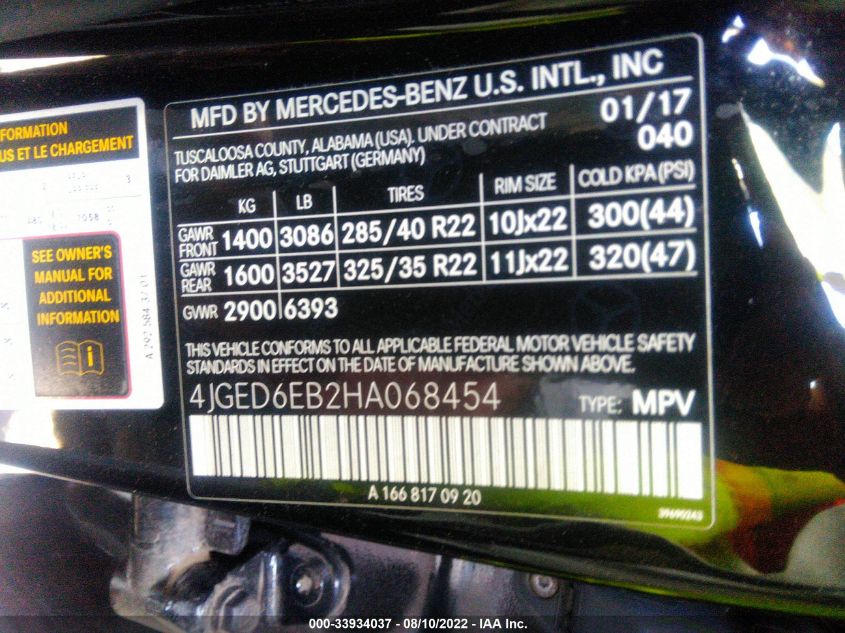 FORMATION
US ET LE CHARGEMENT
SEE OWNER'S
MANUAL FOR
ADDITIONAL
INFORMATION
A 292 584 37 01
MFD BY MERCEDES-BENZ U.S. INTL., INC
TUSCALOOSA COUNTY, ALABAMA (USA). UNDER CONTRACT 01/17
FOR DAIMLER AG, STUTTGART (GERMANY) 040
KG LB TIRES RIM SIZE COLD KPA (PSI)
GAWR FRONT 1400 3086 285/40 R22 10Jx22 300(44)
GAWR REAR 1600 3527 325/35 R22 11Jx22 320(47)
GVWR 2900 6393
THIS VEHICLE CONFORMS TO ALL APPLICABLE FEDERAL MOTOR VEHICLE SAFETY
STANDARDS IN EFFECT ON THE DATE OF MANUFACTURE SHOWN ABOVE.
4JGED6EB2HA068454 TYPE: MPV
A 166 817 09 20
39690243
000-33934037 - 08/10/2022 - IAA Inc.